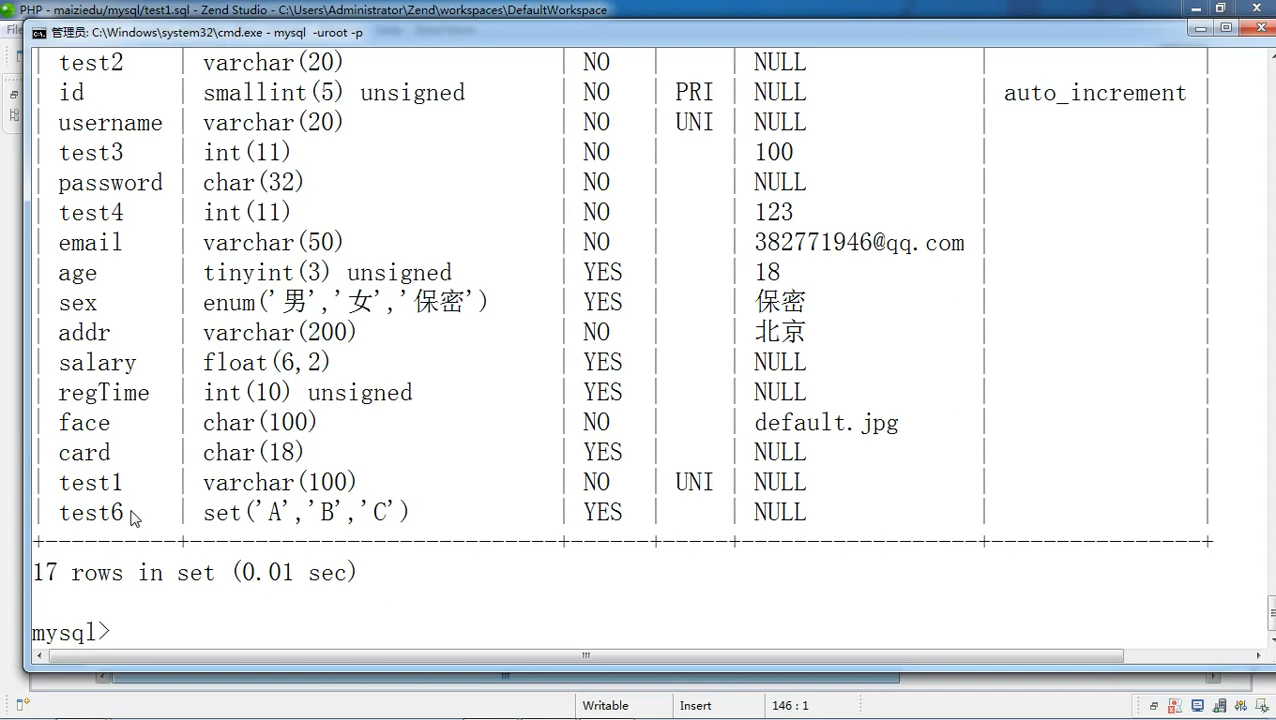 PHP - maiziedu/mysql/test1.sql - Zend Studio - C:\Users\Administrator\Zend\workspaces\DefaultWorkspace
管理员: C:\Windows\system32\cmd.exe - mysql -uroot -p
| test2 | varchar(20) | NO | | NULL | |
| id | smallint(5) unsigned | NO | PRI | NULL | auto_increment |
| username | varchar(20) | NO | UNI | NULL | |
| test3 | int(11) | NO | | 100 | |
| password | char(32) | NO | | NULL | |
| test4 | int(11) | NO | | 123 | |
| email | varchar(50) | NO | | 382771946@qq.com | |
| age | tinyint(3) unsigned | YES | | 18 | |
| sex | enum('男','女','保密') | YES | | 保密 | |
| addr | varchar(200) | NO | | 北京 | |
| salary | float(6,2) | YES | | NULL | |
| regTime | int(10) unsigned | YES | | NULL | |
| face | char(100) | NO | | default.jpg | |
| card | char(18) | YES | | NULL | |
| test1 | varchar(100) | NO | UNI | NULL | |
| test6 | set('A','B','C') | YES | | NULL | |
17 rows in set (0.01 sec)
mysql>
Writable Insert 146 : 1